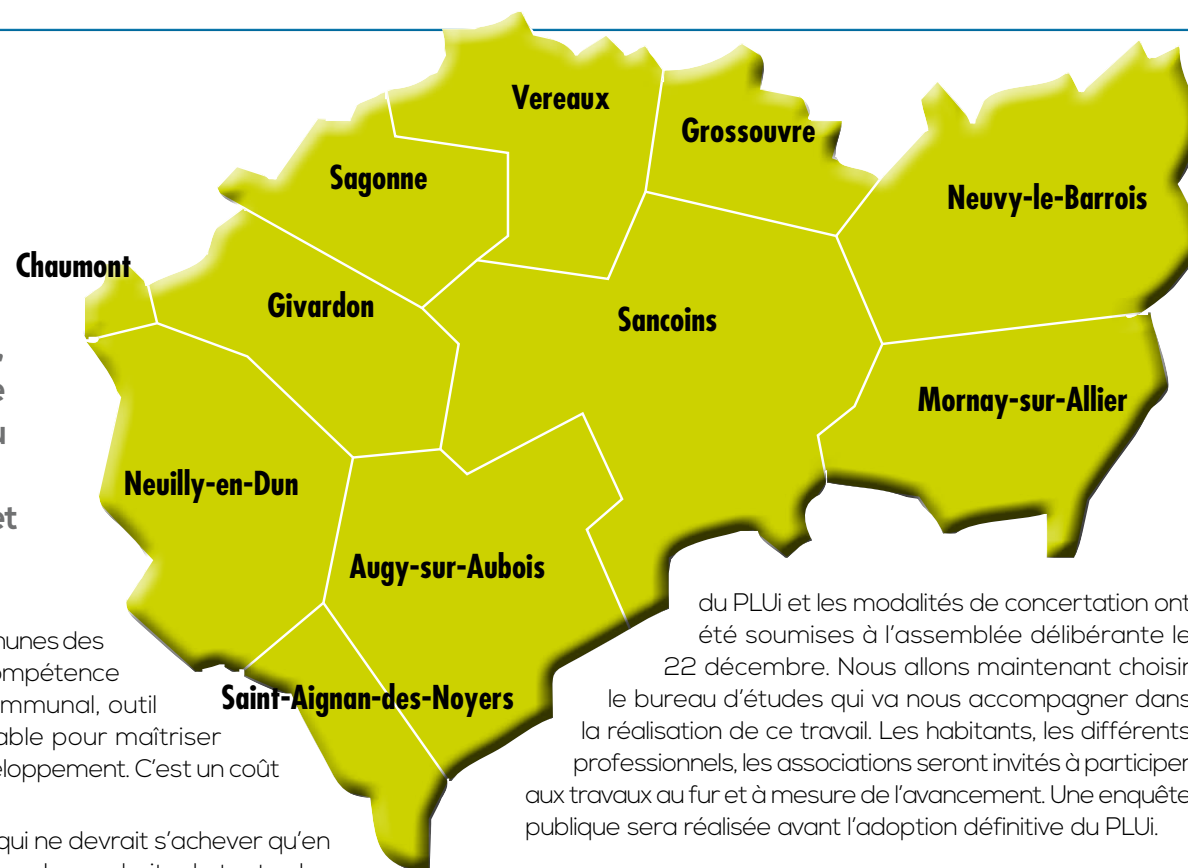 Vereaux
Grossouvre
Sagonne
Neuvy-le-Barrois
Chaumont
Givardon
Sancoins
Mornay-sur-Allier
Neuilly-en-Dun
Augy-sur-Aubois
Saint-Aignan-des-Noyers
et
des
communal, outil
pour maîtriser
C'est un coût
qui ne devrait s'achever qu'en
du PLUi et les modalités de concertation ont
été soumises à l'assemblée délibérante le
22 décembre. Nous allons maintenant choisir
le bureau d'études qui va nous accompagner dans
la réalisation de ce travail. Les habitants, les différents
professionnels, les associations seront invités à participer
aux travaux au fur et à mesure de l'avancement. Une enquête
publique sera réalisée avant l'adoption définitive du PLUi.